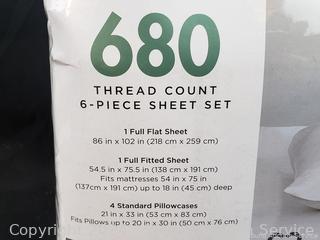 680
THREAD COUNT
6-PIECE SHEET SET
1 Full Flat Sheet
86 in x 102 in (218 cm x 259 cm)
1 Full Fitted Sheet
54.5 in x 75.5 in (138 cm x 191 cm)
Fits mattresses 54 in x 75 in
(137cm x 191 cm) up to 18 in (45 cm) deep
4 Standard Pillowcases
21 in x 33 in (53 cm x 83 cm)
Fits Pillows up to 20 in x 30 in (50 cm x 76 cm)
Service